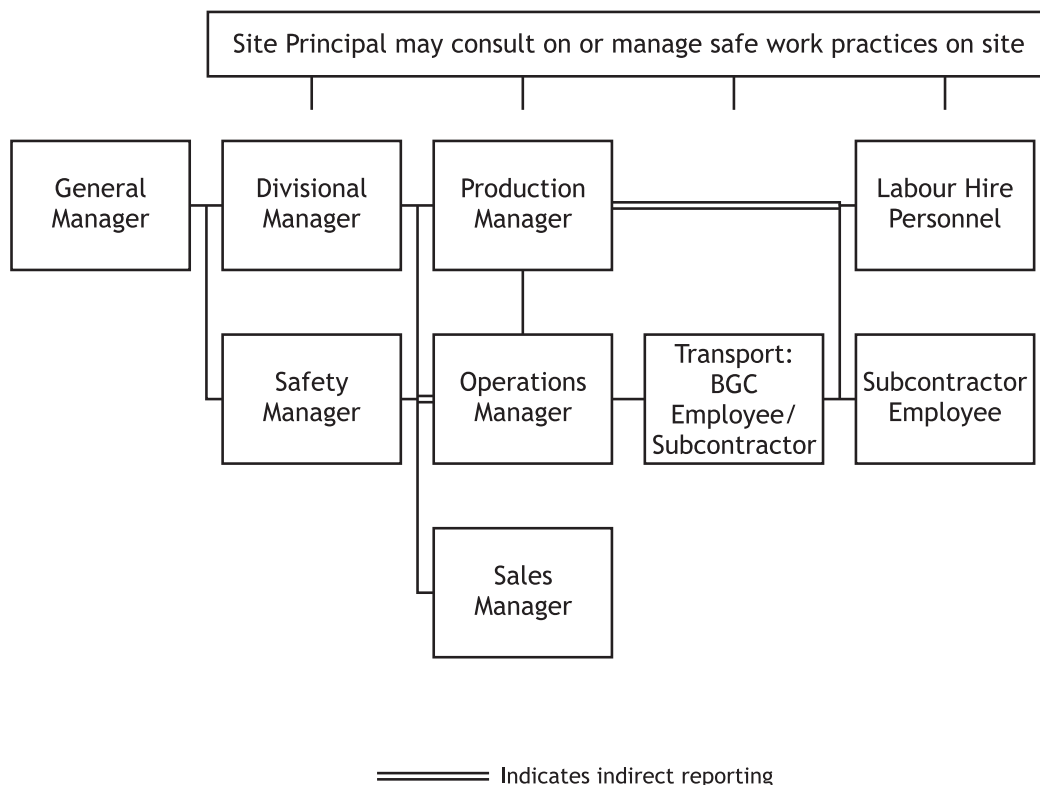 Site Principal may consult on or manage safe work practices on site
General
Manager
Divisional
Manager
Production
Manager
Labour Hire
Personnel
Safety
Manager
Operations
Manager
Transport:
BGC
Employee/
Subcontractor
Subcontractor
Employee
Sales
Manager
Indicates indirect reporting